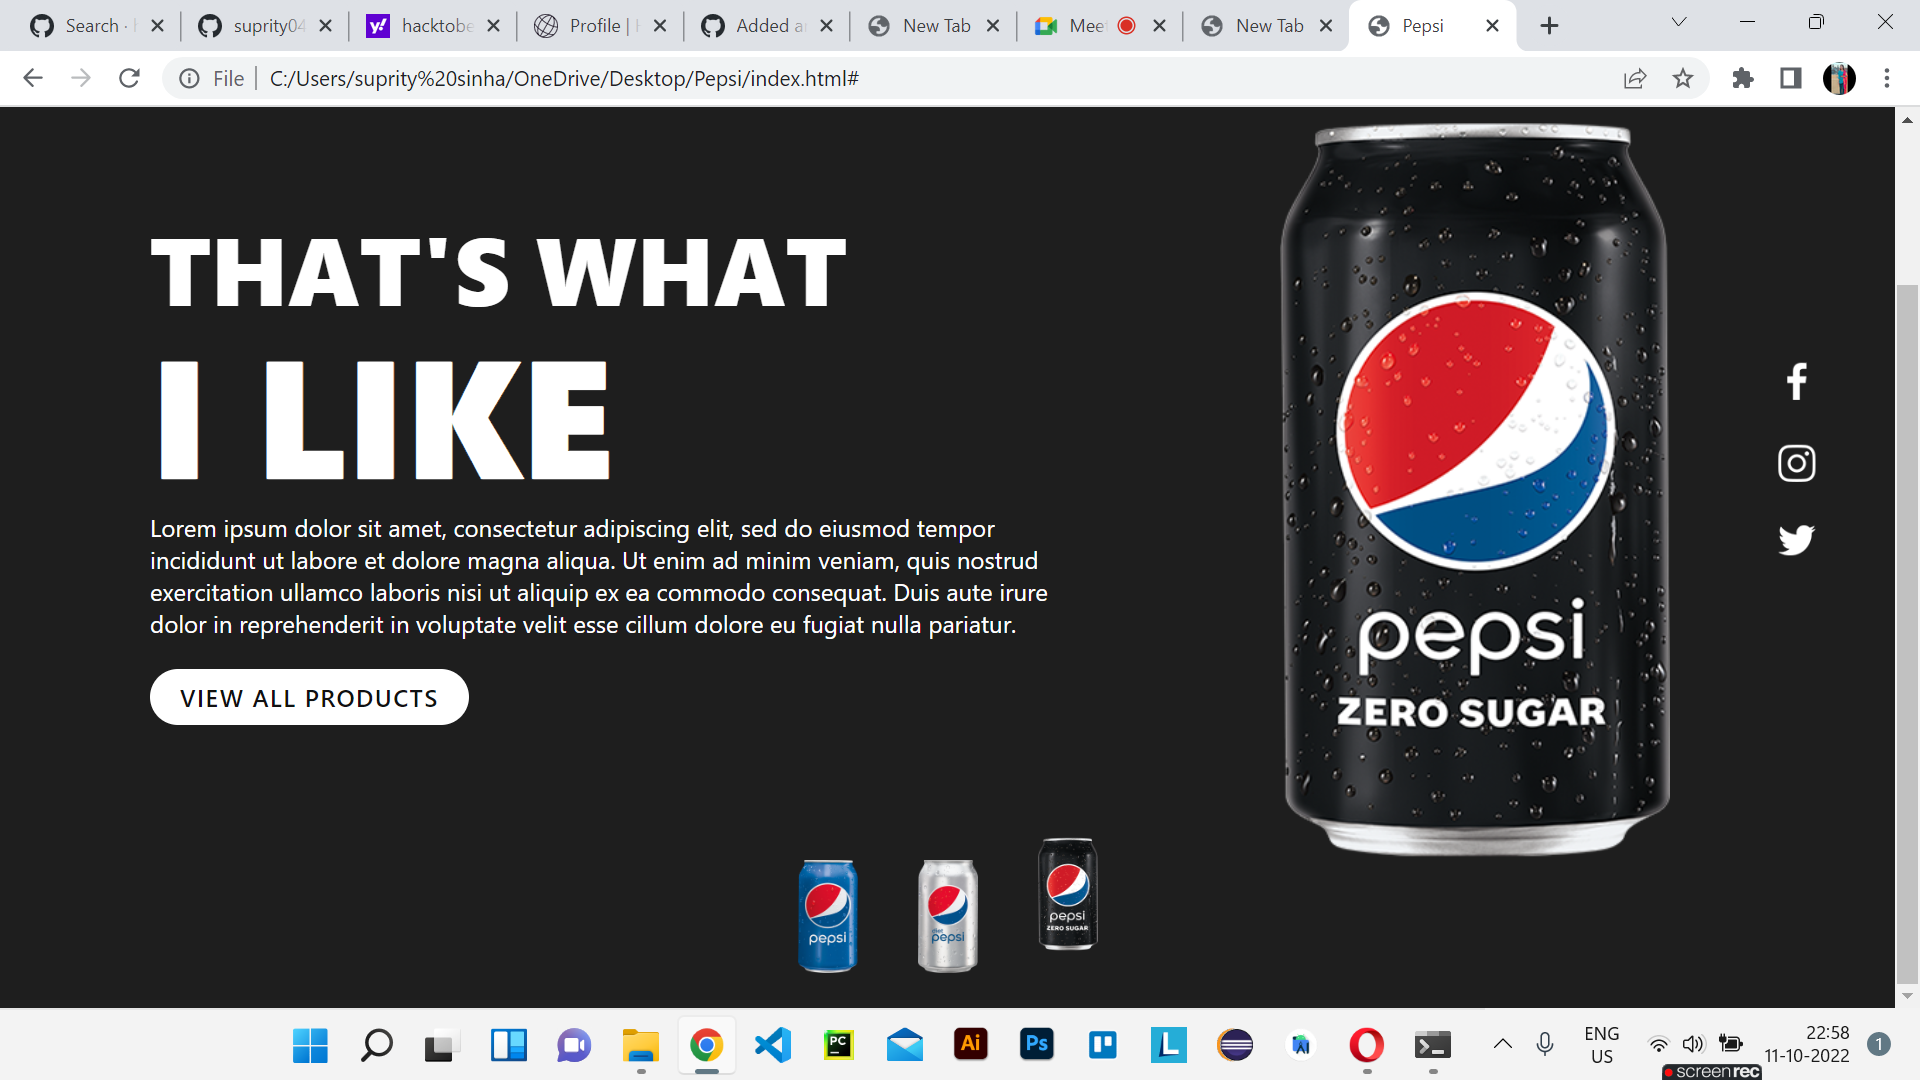 Search · suprity04 hacktobe Profile | Added a New Tab Meet New Tab Pepsi
File C:/Users/suprity%20sinha/OneDrive/Desktop/Pepsi/index.html#
THAT'S WHAT
I LIKE
Lorem ipsum dolor sit amet, consectetur adipiscing elit, sed do eiusmod tempor
incididunt ut labore et dolore magna aliqua. Ut enim ad minim veniam, quis nostrud
exercitation ullamco laboris nisi ut aliquip ex ea commodo consequat. Duis aute irure
dolor in reprehenderit in voluptate velit esse cillum dolore eu fugiat nulla pariatur.
VIEW ALL PRODUCTS
pepsi
ZERO SUGAR
pepsi
diet
pepsi
pepsi
ZERO SUGAR
y!
PC
Ai
Ps
L
ENG
US
22:58
11-10-2022
1
screenrec